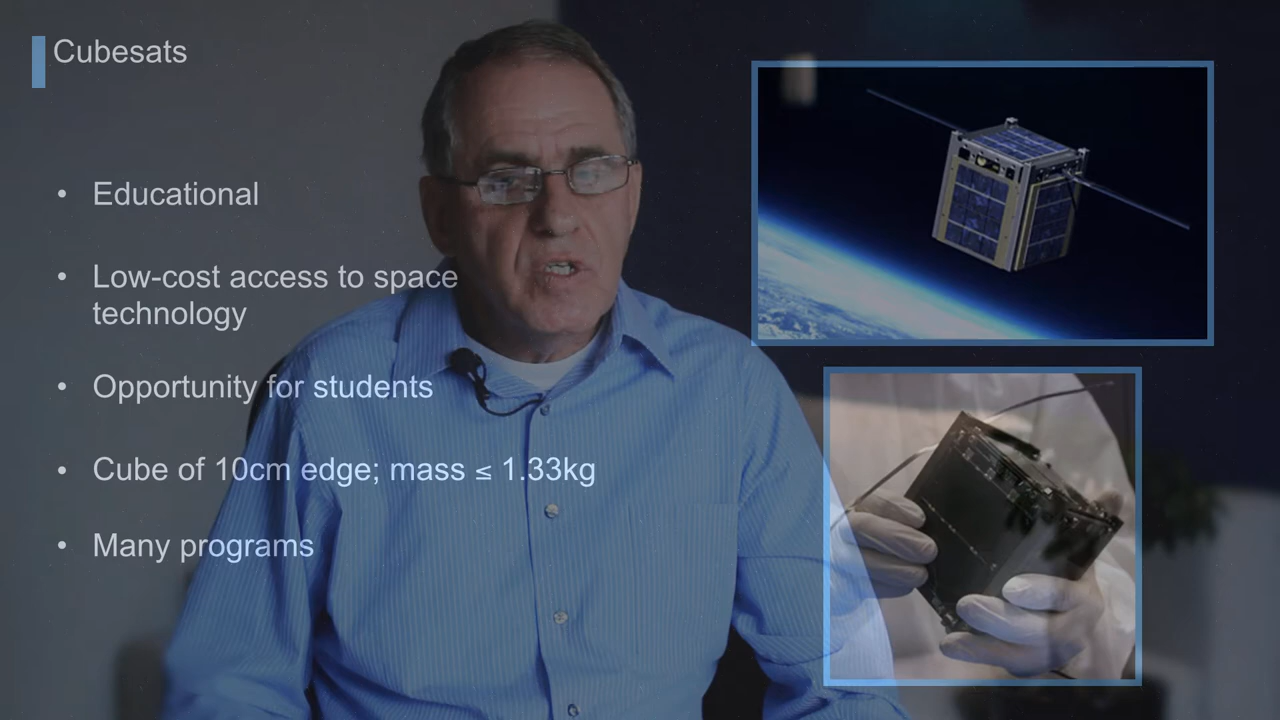 Cubesats
• Educational
• Low-cost access to space
technology
• Opportunity for students
• Cube of 10cm edge; mass ≤ 1.33kg
• Many programs